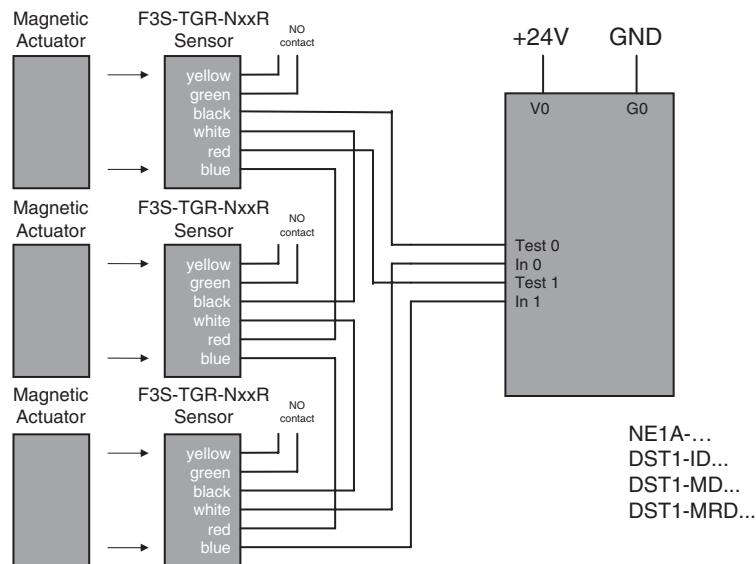 Magnetic
Actuator
F3S-TGR-NxxR
Sensor
NO
contact
yellow
green
black
white
red
blue
Magnetic
Actuator
F3S-TGR-NxxR
Sensor
NO
contact
yellow
green
black
white
red
blue
Magnetic
Actuator
F3S-TGR-NxxR
Sensor
NO
contact
yellow
green
black
white
red
blue
+24V
GND
V0
G0
Test 0
In 0
Test 1
In 1
NE1A-...
DST1-ID...
DST1-MD...
DST1-MRD...